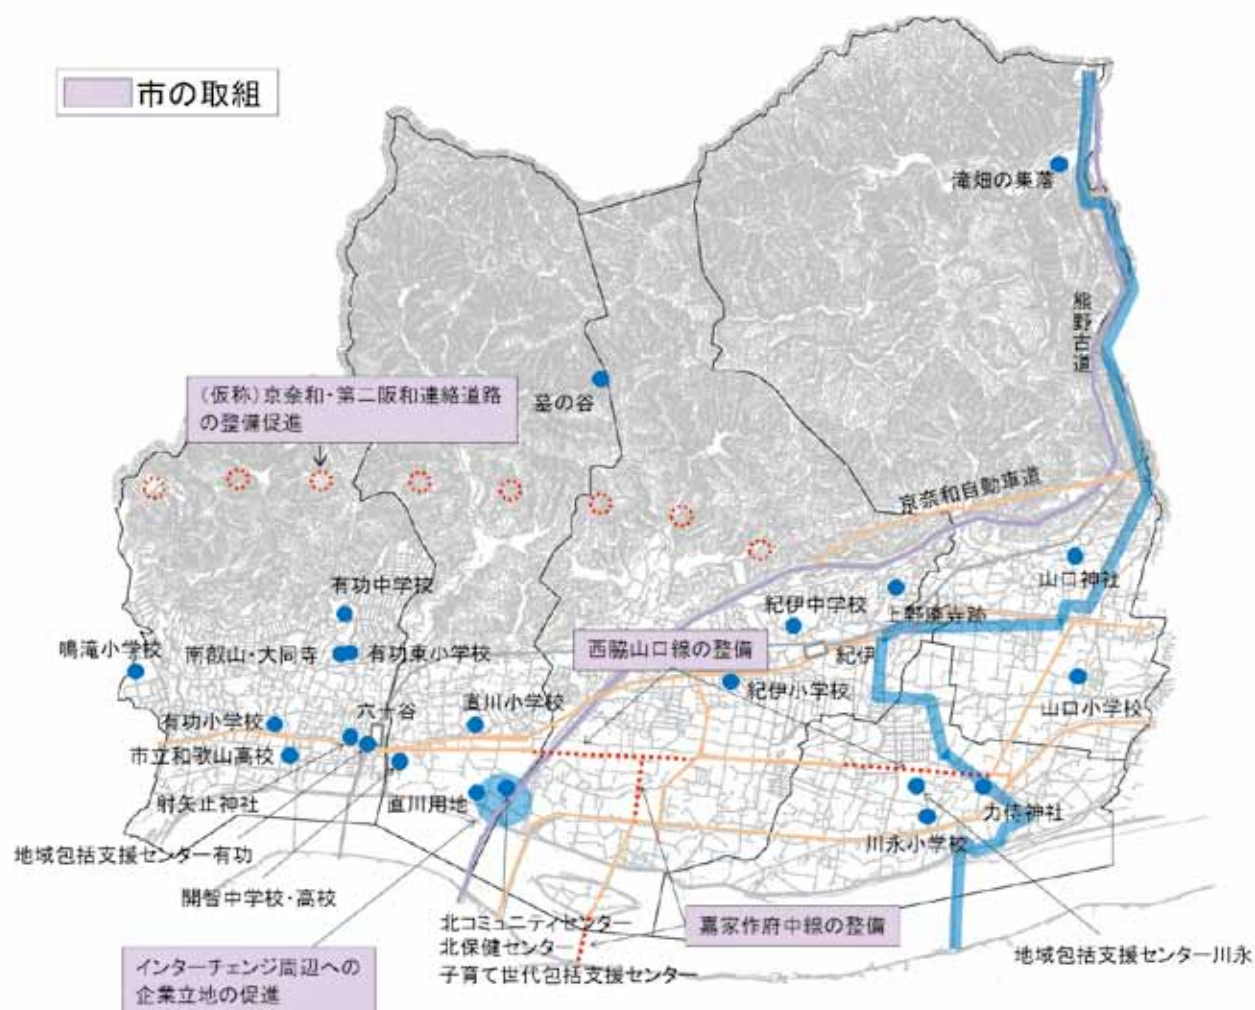 市の取組
滝畑の集落
熊野古道
(仮称)京奈和・第二阪和連絡道路
の整備促進
墓の谷
京奈和自動車道
有功中学校
山口神社
紀伊中学校
上野廃寺跡
鳴滝小学校
南叡山・大同寺
有功東小学校
西脇山口線の整備
紀伊
紀伊小学校
山口小学校
直川小学校
有功小学校
六十谷
市立和歌山高校
射矢止神社
直川用地
力侍神社
川永小学校
地域包括支援センター有功
開智中学校・高校
北コミュニティセンター
北保健センター
子育て世代包括支援センター
嘉家作府中線の整備
地域包括支援センター川永
インターチェンジ周辺への
企業立地の促進